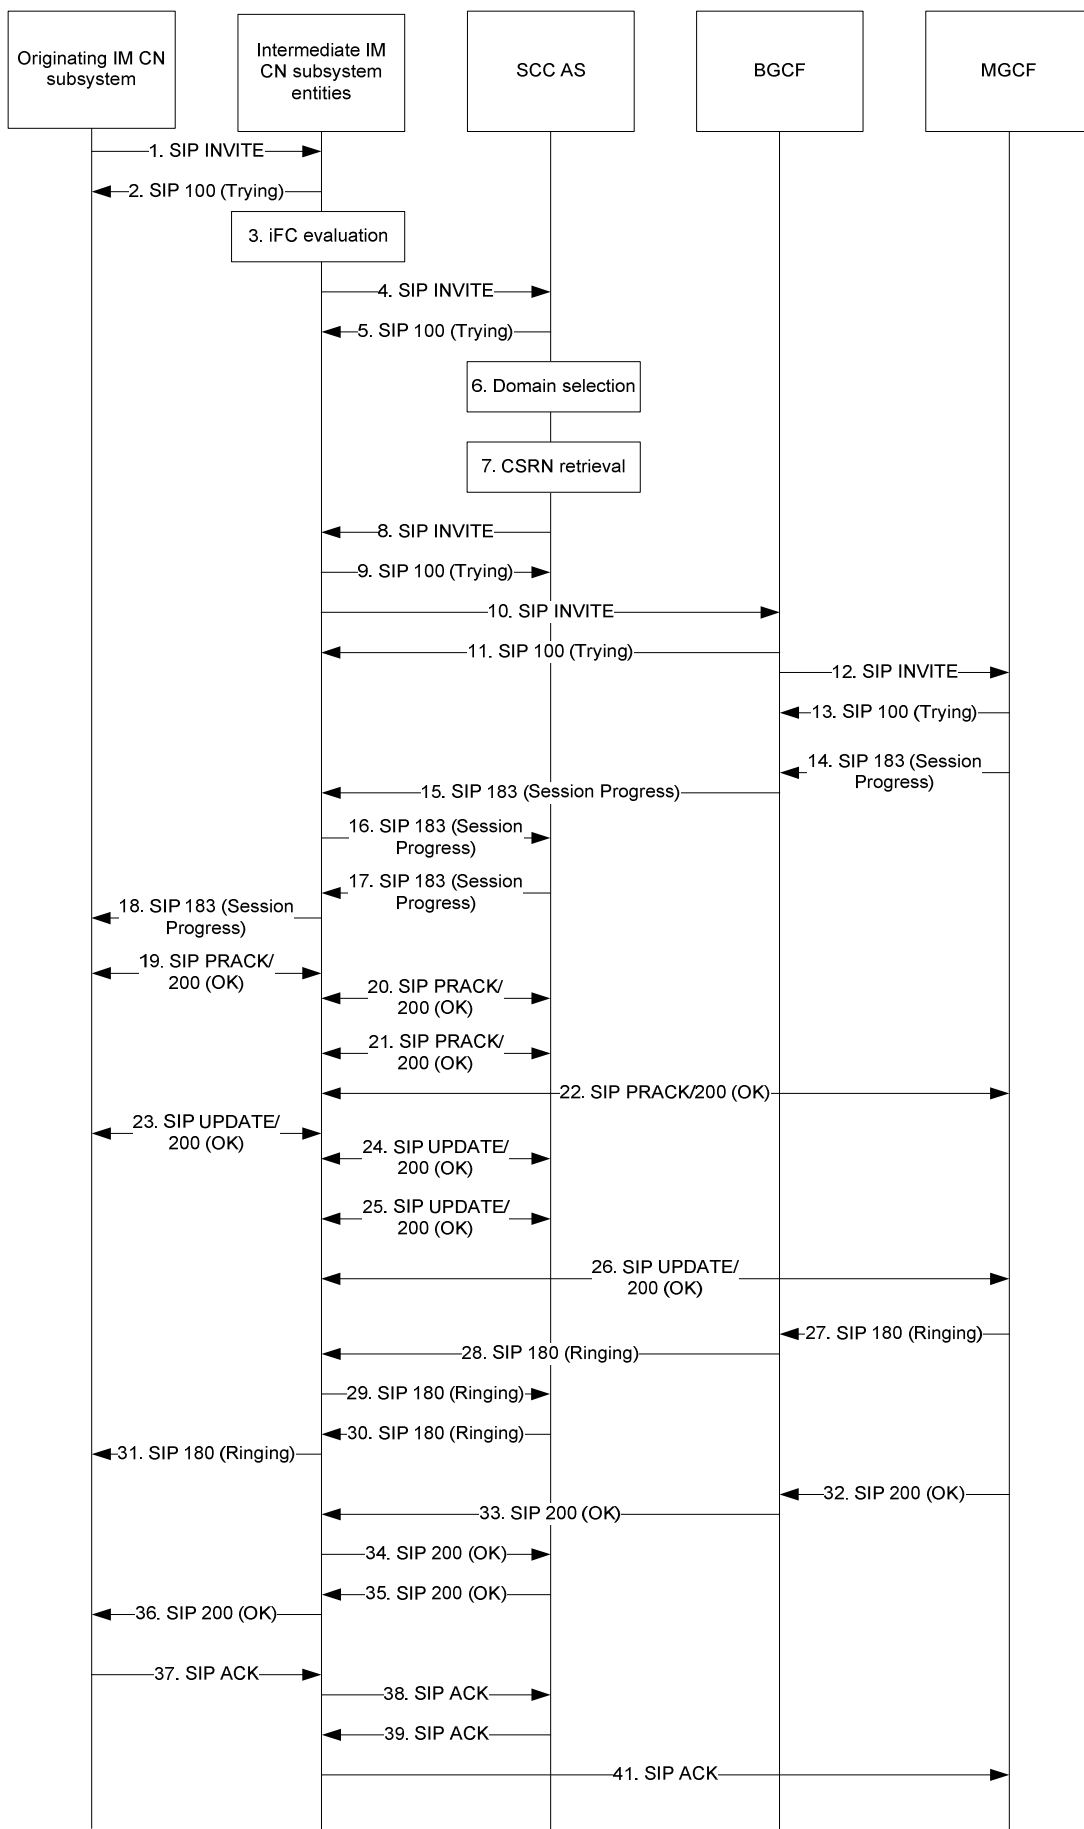 Originating IM CN
subsystem
Intermediate IM
CN subsystem
entities
SCC AS
BGCF
MGCF
1. SIP INVITE
2. SIP 100 (Trying)
3. iFC evaluation
4. SIP INVITE
5. SIP 100 (Trying)
6. Domain selection
7. CSRN retrieval
8. SIP INVITE
9. SIP 100 (Trying)
10. SIP INVITE
11. SIP 100 (Trying)
12. SIP INVITE
13. SIP 100 (Trying)
14. SIP 183 (Session
Progress)
15. SIP 183 (Session Progress)
16. SIP 183 (Session
Progress)
17. SIP 183 (Session
Progress)
18. SIP 183 (Session
Progress)
19. SIP PRACK/
200 (OK)
20. SIP PRACK/
200 (OK)
21. SIP PRACK/
200 (OK)
22. SIP PRACK/200 (OK)
23. SIP UPDATE/
200 (OK)
24. SIP UPDATE/
200 (OK)
25. SIP UPDATE/
200 (OK)
26. SIP UPDATE/
200 (OK)
27. SIP 180 (Ringing)
28. SIP 180 (Ringing)
29. SIP 180 (Ringing)
30. SIP 180 (Ringing)
31. SIP 180 (Ringing)
32. SIP 200 (OK)
33. SIP 200 (OK)
34. SIP 200 (OK)
35. SIP 200 (OK)
36. SIP 200 (OK)
37. SIP ACK
38. SIP ACK
39. SIP ACK
41. SIP ACK